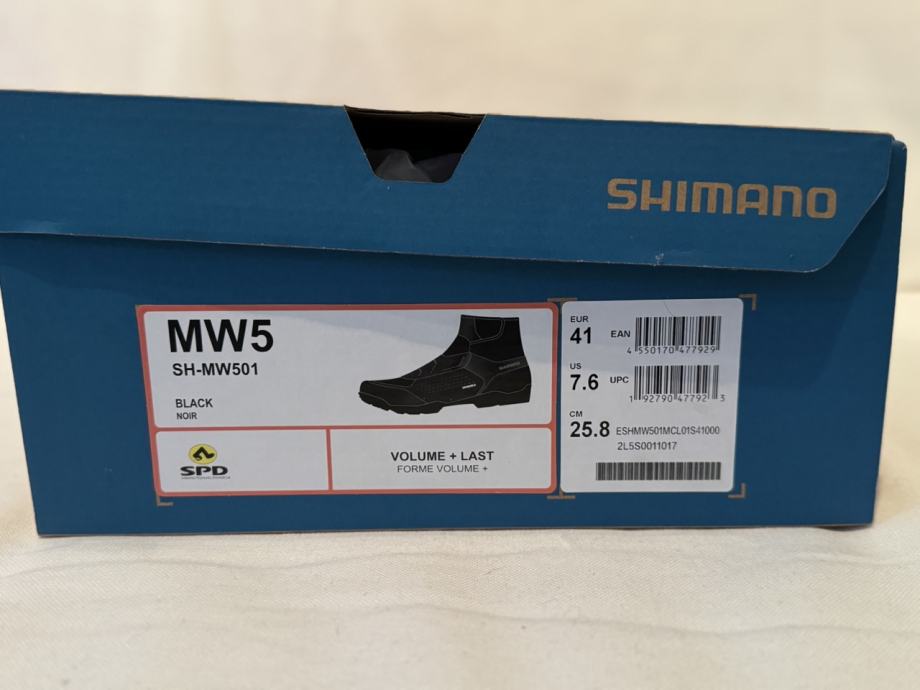 SHIMANO
MW5
SH-MW501
BLACK
NOIR
SPD
VOLUME + LAST
FORME VOLUME +
EUR
41
EAN
4 550170 477929
US
7.6
UPC
1 92790 47792 3
CM
25.8
ESHMW501MCL01S41000
2L5S0011017